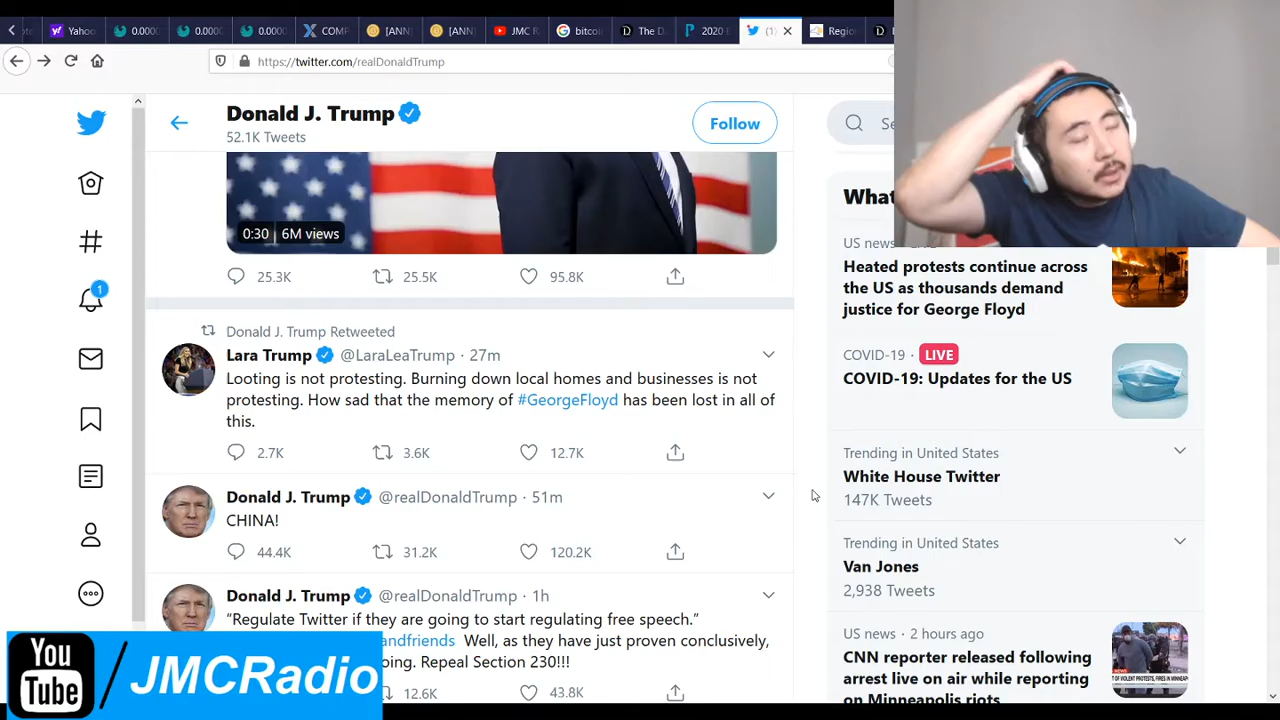 Yahoo
0.0000
0.0000
0.0000
COMP
[ANN]
[ANN]
JMC R
bitcoi
The D
2020 E
(1)
Region
https://twitter.com/realDonaldTrump
Donald J. Trump
52.1K Tweets
Follow
0:30 6M views
25.3K 25.5K 95.8K
Donald J. Trump Retweeted
Lara Trump @LaraLeaTrump · 27m
Looting is not protesting. Burning down local homes and businesses is not
protesting. How sad that the memory of #GeorgeFloyd has been lost in all of
this.
2.7K 3.6K 12.7K
Donald J. Trump @realDonaldTrump · 51m
CHINA!
44.4K 31.2K 120.2K
Donald J. Trump @realDonaldTrump · 1h
“Regulate Twitter if they are going to start regulating free speech.”
andfriends Well, as they have just proven conclusively,
oing. Repeal Section 230!!!
12.6K 43.8K
1
What
US news
Heated protests continue across
the US as thousands demand
justice for George Floyd
COVID-19 · LIVE
COVID-19: Updates for the US
Trending in United States
White House Twitter
147K Tweets
Trending in United States
Van Jones
2,938 Tweets
US news · 2 hours ago
CNN reporter released following
arrest live on air while reporting
on Minneapolis riots
You
Tube
/ JMCRadio